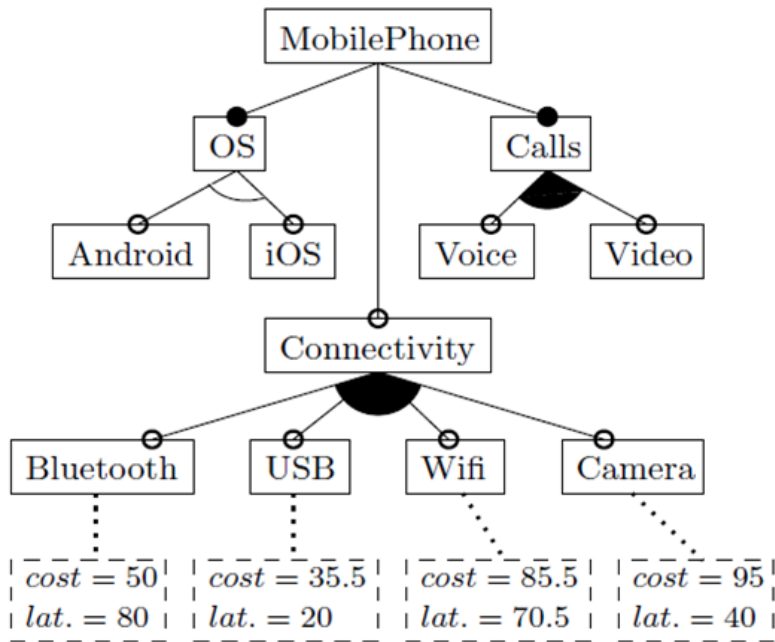 MobilePhone
OS
Calls
Android
iOS
Voice
Video
Connectivity
Bluetooth
USB
Wifi
Camera
cost = 50
lat. = 80
cost = 35.5
lat. = 20
cost = 85.5
lat. = 70.5
cost = 95
lat. = 40